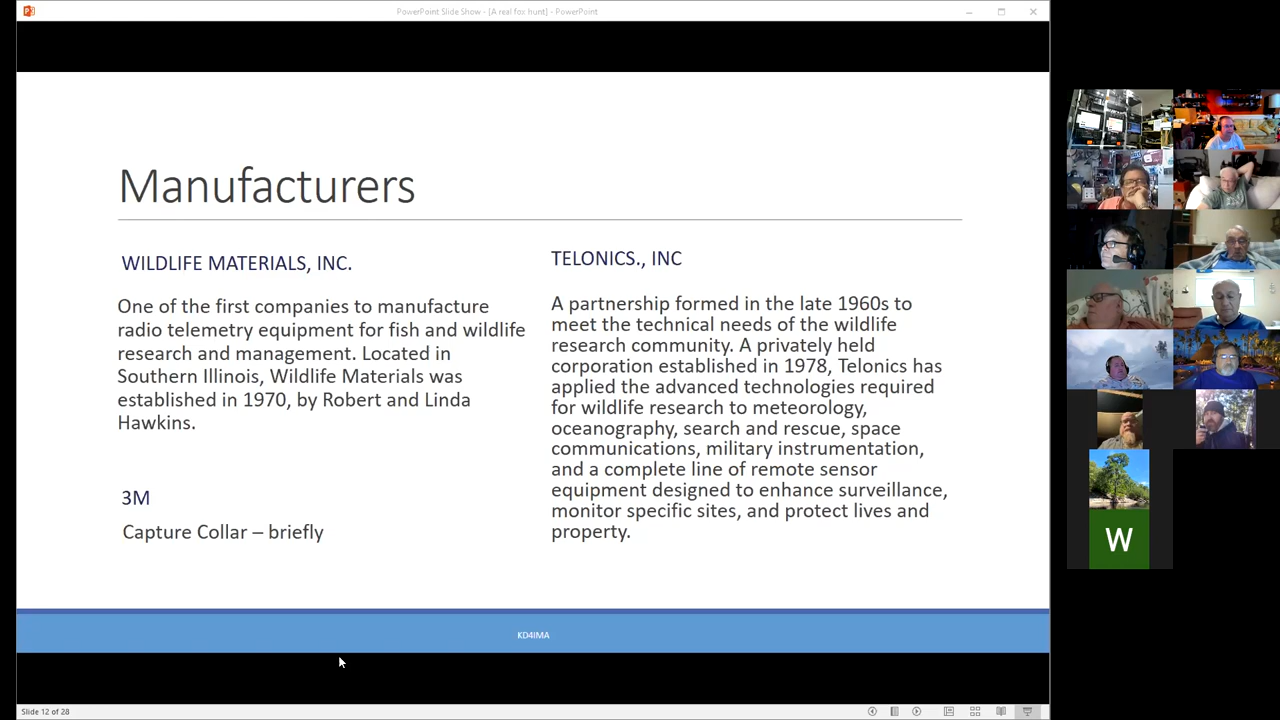 PowerPoint Slide Show - [A real fox hunt] - PowerPoint
Manufacturers
WILDLIFE MATERIALS, INC.
One of the first companies to manufacture
radio telemetry equipment for fish and wildlife
research and management. Located in
Southern Illinois, Wildlife Materials was
established in 1970, by Robert and Linda
Hawkins.
3M
Capture Collar – briefly
TELONICS., INC
A partnership formed in the late 1960s to
meet the technical needs of the wildlife
research community. A privately held
corporation established in 1978, Telonics has
applied the advanced technologies required
for wildlife research to meteorology,
oceanography, search and rescue, space
communications, military instrumentation,
and a complete line of remote sensor
equipment designed to enhance surveillance,
monitor specific sites, and protect lives and
property.
KD4IMA
Slide 12 of 28
W